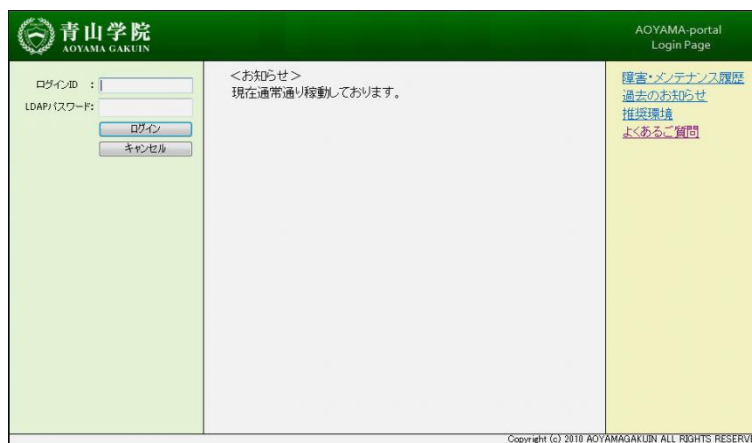 青山学院
AOYAMA GAKUIN
AOYAMA-portal
Login Page
ログインID :
LDAPパスワード:
ログイン
キャンセル
＜お知らせ＞
現在通常通り稼動しております。
障害・メンテナンス履歴
過去のお知らせ
推奨環境
よくあるご質問
Copyright (c) 2010 AOYAMAGAKUIN ALL RIGHTS RESERV